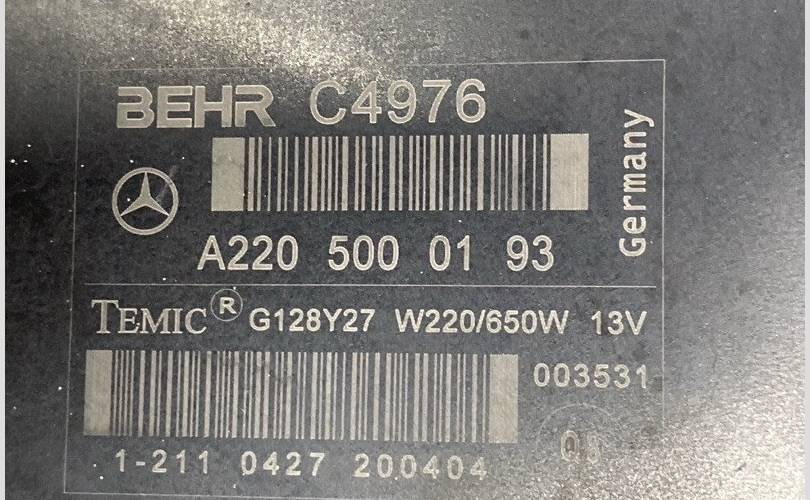 BEHR C4976
Germany
A220 500 01 93
TEMIC® G128Y27 W220/650W 13V
003531
1-211 0427 200404